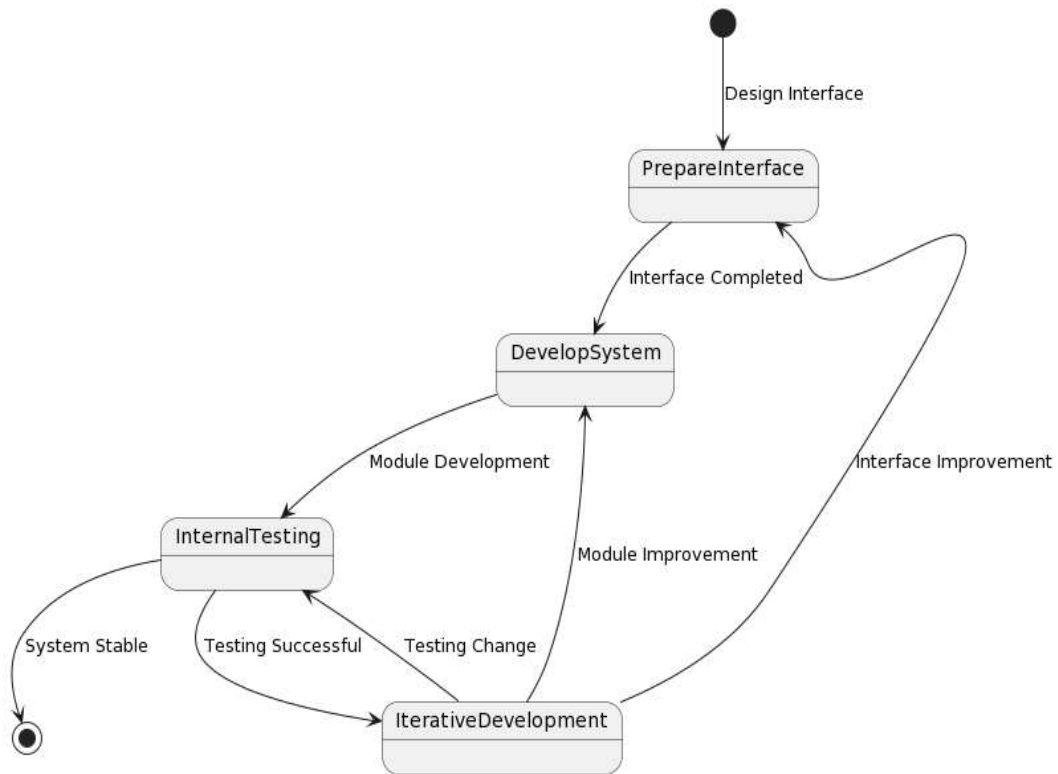 Design Interface
PrepareInterface
Interface Completed
DevelopSystem
Module Development
Interface Improvement
InternalTesting
Module Improvement
System Stable
Testing Successful
Testing Change
IterativeDevelopment